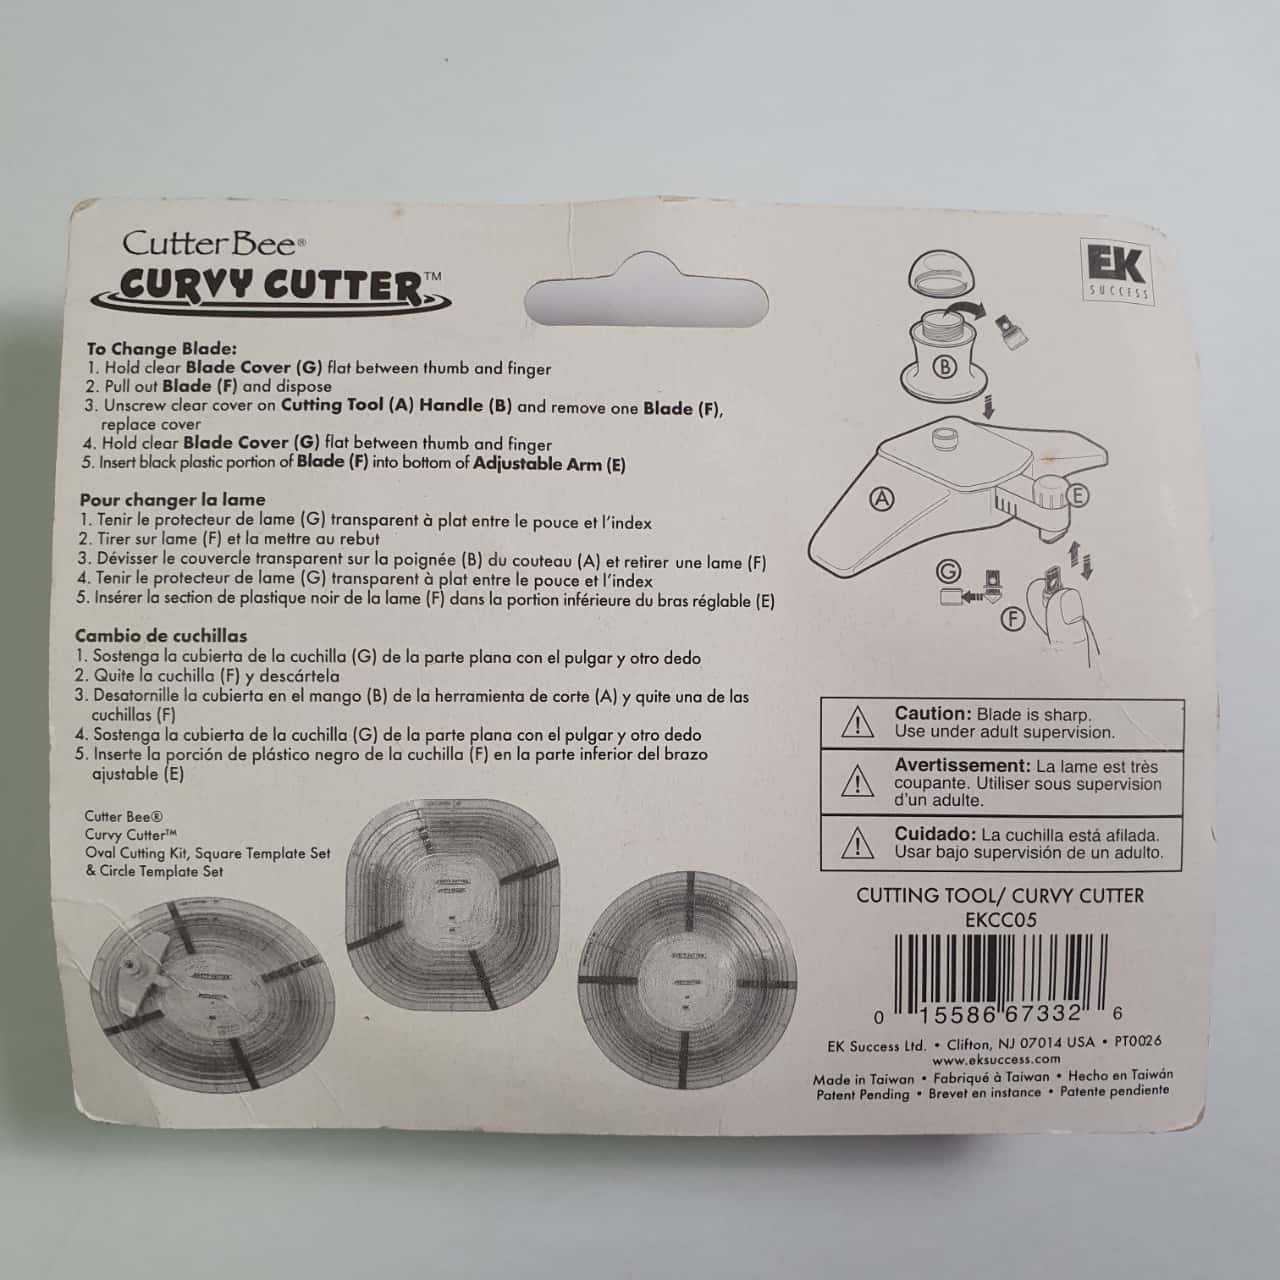 CutterBee®
CURVY CUTTER™
To Change Blade:
1. Hold clear Blade Cover (G) flat between thumb and finger
2. Pull out Blade (F) and dispose
3. Unscrew clear cover on Cutting Tool (A) Handle (B) and remove one Blade (F),
replace cover
4. Hold clear Blade Cover (G) flat between thumb and finger
5. Insert black plastic portion of Blade (F) into bottom of Adjustable Arm (E)
Pour changer la lame
1. Tenir le protecteur de lame (G) transparent à plat entre le pouce et l'index
2. Tirer sur lame (F) et la mettre au rebut
3. Dévisser le couvercle transparent sur la poignée (B) du couteau (A) et retirer une lame (F)
4. Tenir le protecteur de lame (G) transparent à plat entre le pouce et l'index
5. Insérer la section de plastique noir de la lame (F) dans la portion inférieure du bras réglable (E)
Cambio de cuchillas
1. Sostenga la cubierta de la cuchilla (G) de la parte plana con el pulgar y otro dedo
2. Quite la cuchilla (F) y descártela
3. Desatornille la cubierta en el mango (B) de la herramienta de corte (A) y quite una de las
cuchillas (F)
4. Sostenga la cubierta de la cuchilla (G) de la parte plana con el pulgar y otro dedo
5. Inserte la porción de plástico negro de la cuchilla (F) en la parte inferior del brazo
ajustable (E)
Cutter Bee®
Curvy Cutter™
Oval Cutting Kit, Square Template Set
& Circle Template Set
EK
SUCCESS
B
A
E
G
F
Caution: Blade is sharp.
Use under adult supervision.
Avertissement: La lame est très
coupante. Utiliser sous supervision
d'un adulte.
Cuidado: La cuchilla está afilada.
Usar bajo supervisión de un adulto.
CUTTING TOOL/ CURVY CUTTER
EKCC05
0 15586 67332 6
EK Success Ltd. • Clifton, NJ 07014 USA • PT0026
www.eksuccess.com
Made in Taiwan • Fabriqué à Taiwan • Hecho en Taiwán
Patent Pending • Brevet en instance • Patente pendiente